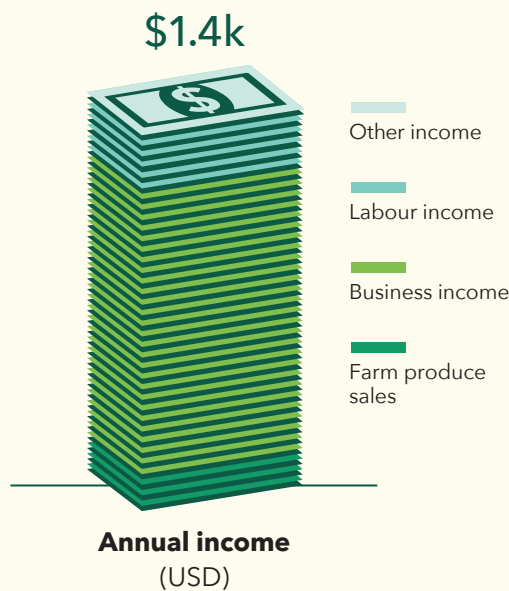 $1.4k
$
Other income
Labour income
Business income
Farm produce
sales
Annual income
(USD)